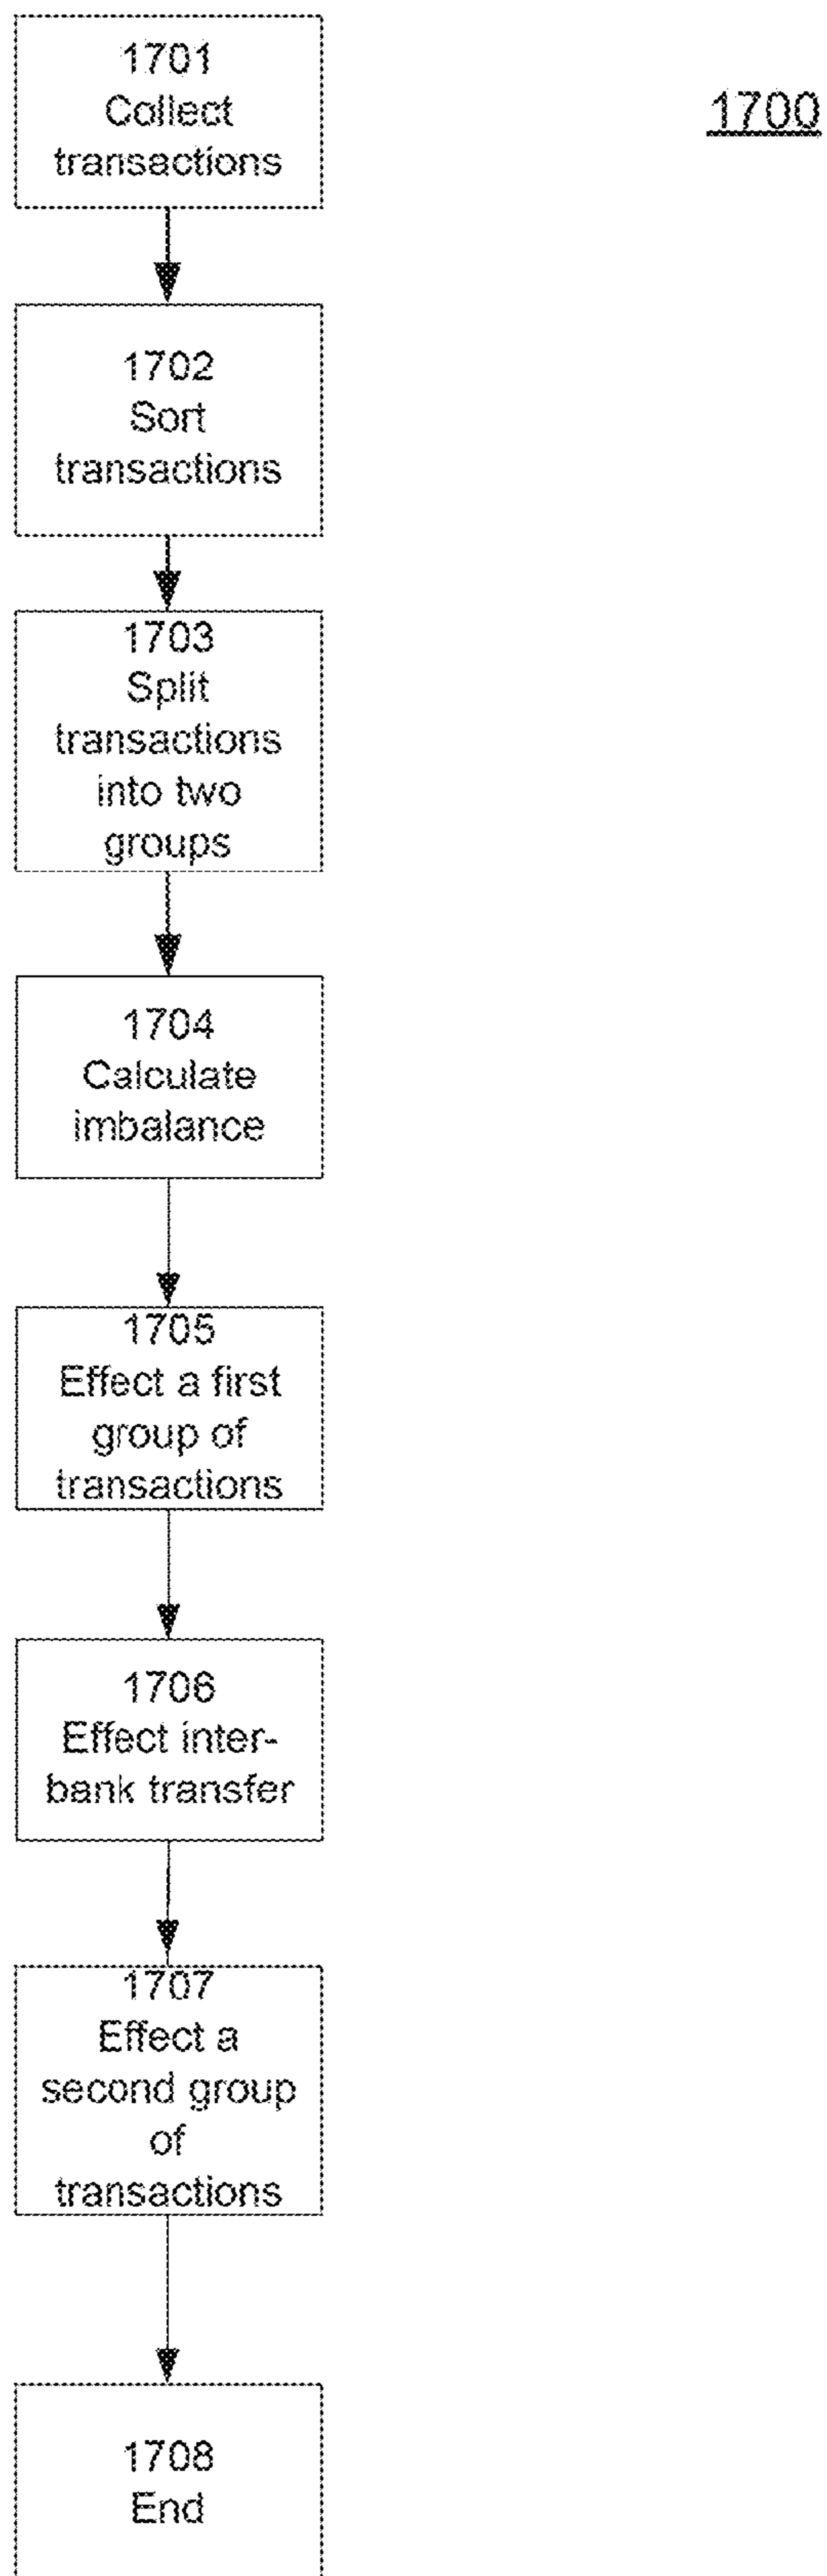 1701
Collect
transactions
1700
1702
Sort
transactions
1703
Split
transactions
into two
groups
1704
Calculate
imbalance
1705
Effect a first
group of
transactions
1706
Effect inter-
bank transfer
1707
Effect a
second group
of
transactions
1708
End